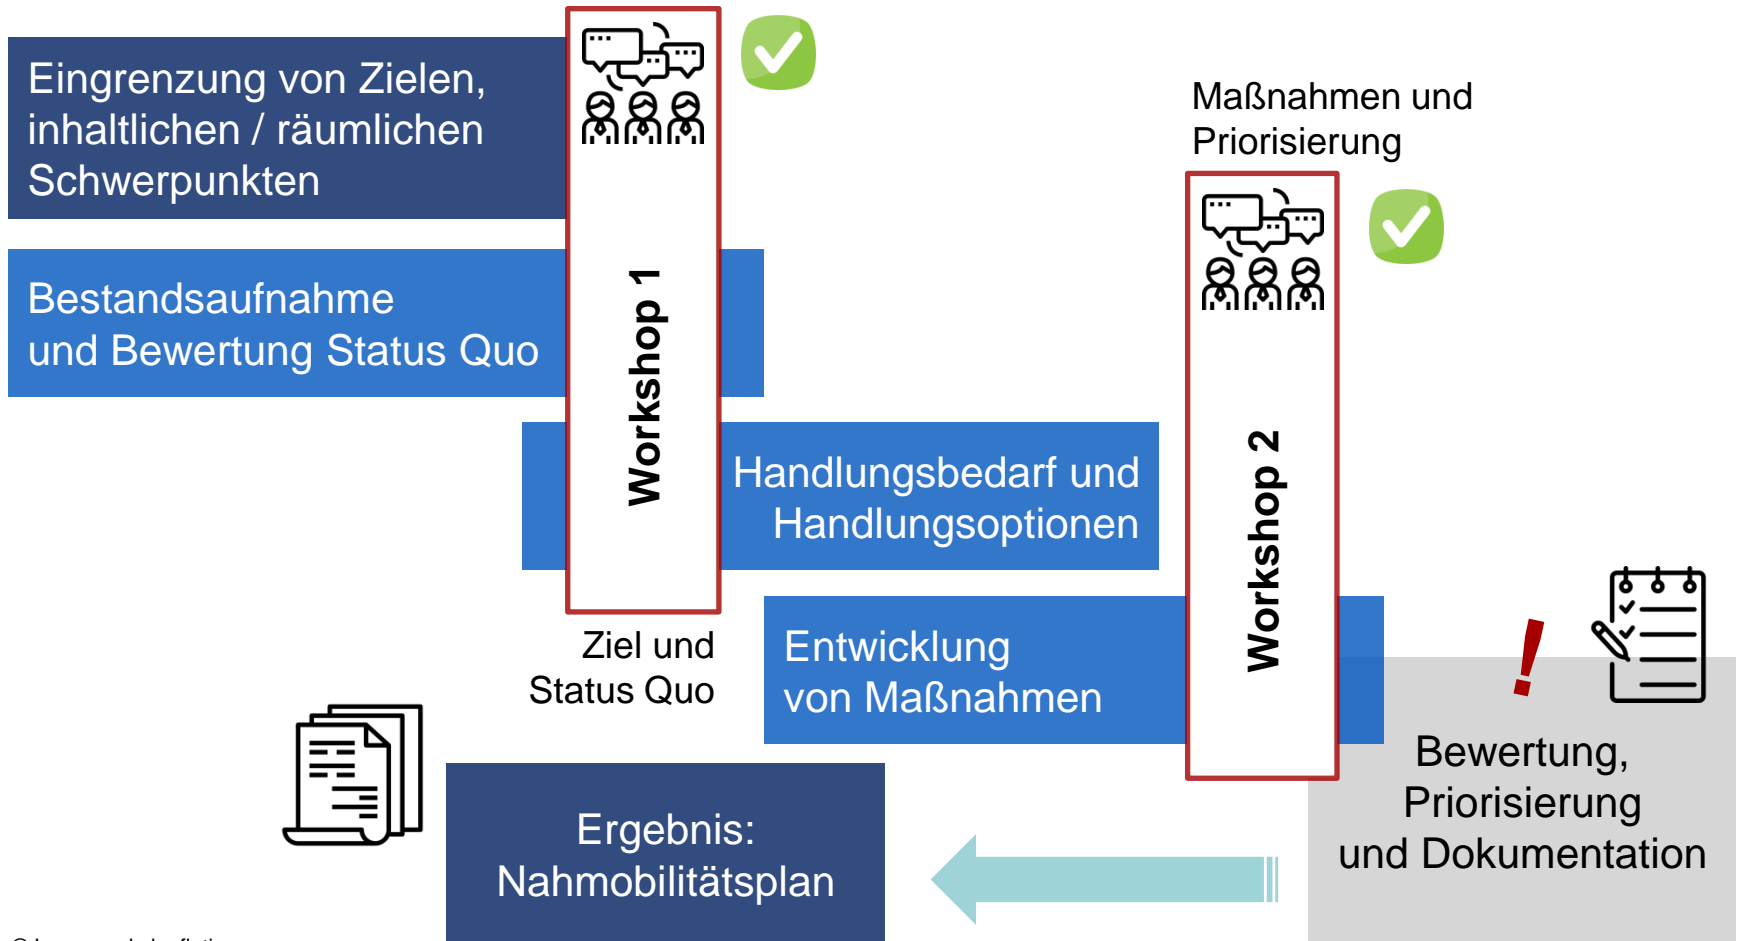 Eingrenzung von Zielen,
inhaltlichen / räumlichen
Schwerpunkten
Maßnahmen und
Priorisierung
Bestandsaufnahme
und Bewertung Status Quo
Workshop 1
Handlungsbedarf und
Handlungsoptionen
Workshop 2
Ziel und
Status Quo
Entwicklung
von Maßnahmen
!
Bewertung,
Priorisierung
und Dokumentation
Ergebnis:
Nahmobilitätsplan